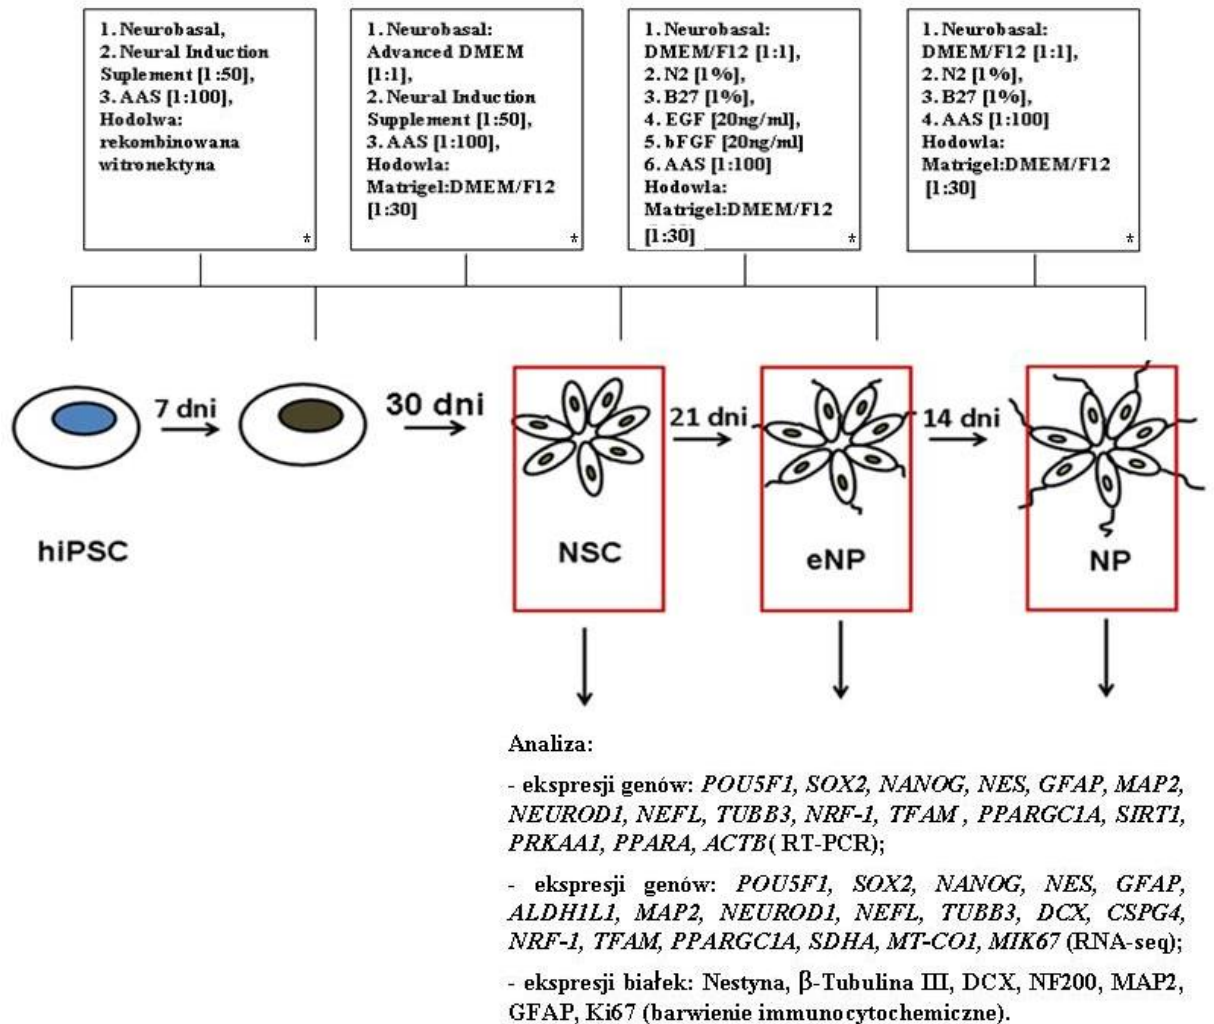 1. Neurobasal,
2. Neural Induction
Suplement [1:50],
3. AAS [1:100],
Hodolwa:
rekombinowana
witronektyna
*
1. Neurobasal:
Advanced DMEM
[1:1],
2. Neural Induction
Supplement [1:50],
3. AAS [1:100],
Hodowla:
Matrigel:DMEM/F12
[1:30]
*
1. Neurobasal:
DMEM/F12 [1:1],
2. N2 [1%],
3. B27 [1%],
4. EGF [20ng/ml],
5. bFGF [20ng/ml]
6. AAS [1:100]
Hodowla:
Matrigel:DMEM/F12
[1:30]
*
1. Neurobasal:
DMEM/F12 [1:1],
2. N2 [1%],
3. B27 [1%],
4. AAS [1:100]
Hodowla:
Matrigel:DMEM/F12
[1:30]
*
7 dni
30 dni
21 dni
14 dni
hiPSC
NSC
eNP
NP
Analiza:
- ekspresji genów: POU5F1, SOX2, NANOG, NES, GFAP, MAP2,
NEUROD1, NEFL, TUBB3, NRF-1, TFAM , PPARGC1A, SIRT1,
PRKAA1, PPARA, ACTB( RT-PCR);
- ekspresji genów: POU5F1, SOX2, NANOG, NES, GFAP,
ALDH1L1, MAP2, NEUROD1, NEFL, TUBB3, DCX, CSPG4,
NRF-1, TFAM, PPARGC1A, SDHA, MT-CO1, MIK67 (RNA-seq);
- ekspresji białek: Nestyna, β-Tubulina III, DCX, NF200, MAP2,
GFAP, Ki67 (barwienie immunocytochemiczne).